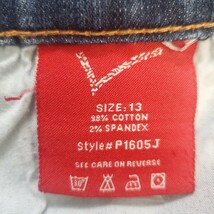 SIZE: 13
98% COTTON
2% SPANDEX
Style# P1605J
SEE CARE ON REVERSE